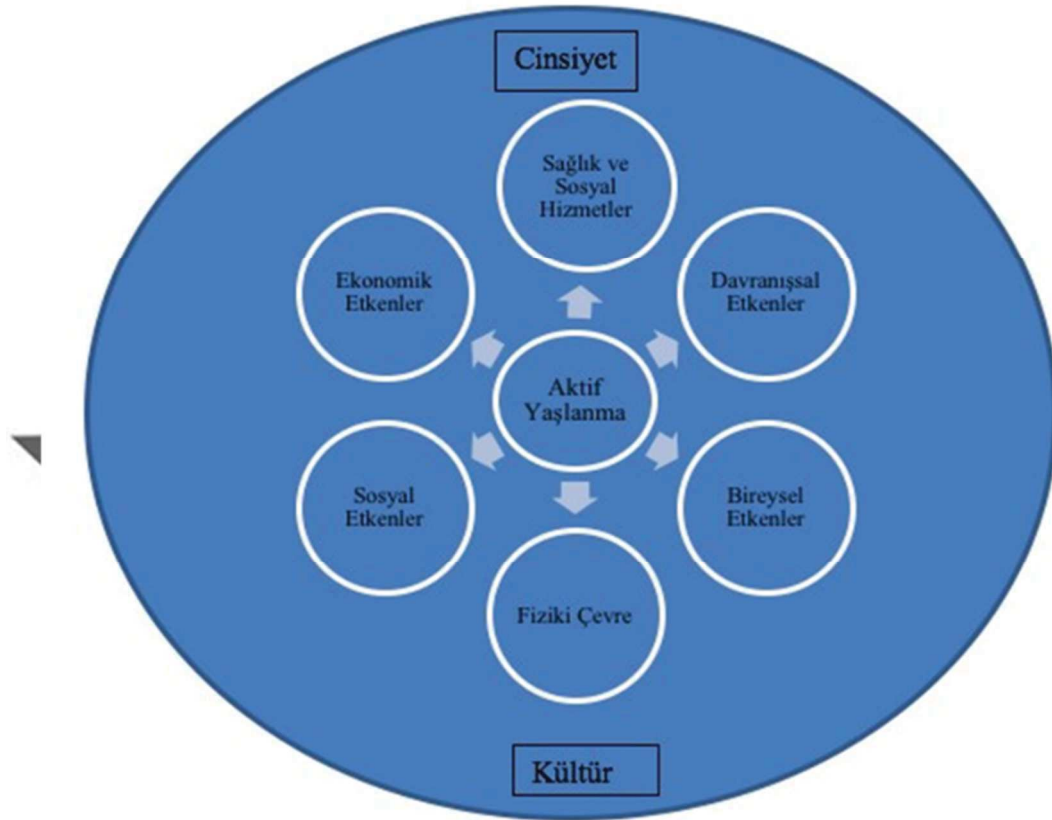 Cinsiyet
Sağlık ve
Sosyal
Hizmetler
Ekonomik
Etkenler
Davranışsal
Etkenler
Aktif
Yaşlanma
Sosyal
Etkenler
Bireysel
Etkenler
Fiziki Çevre
Kültür